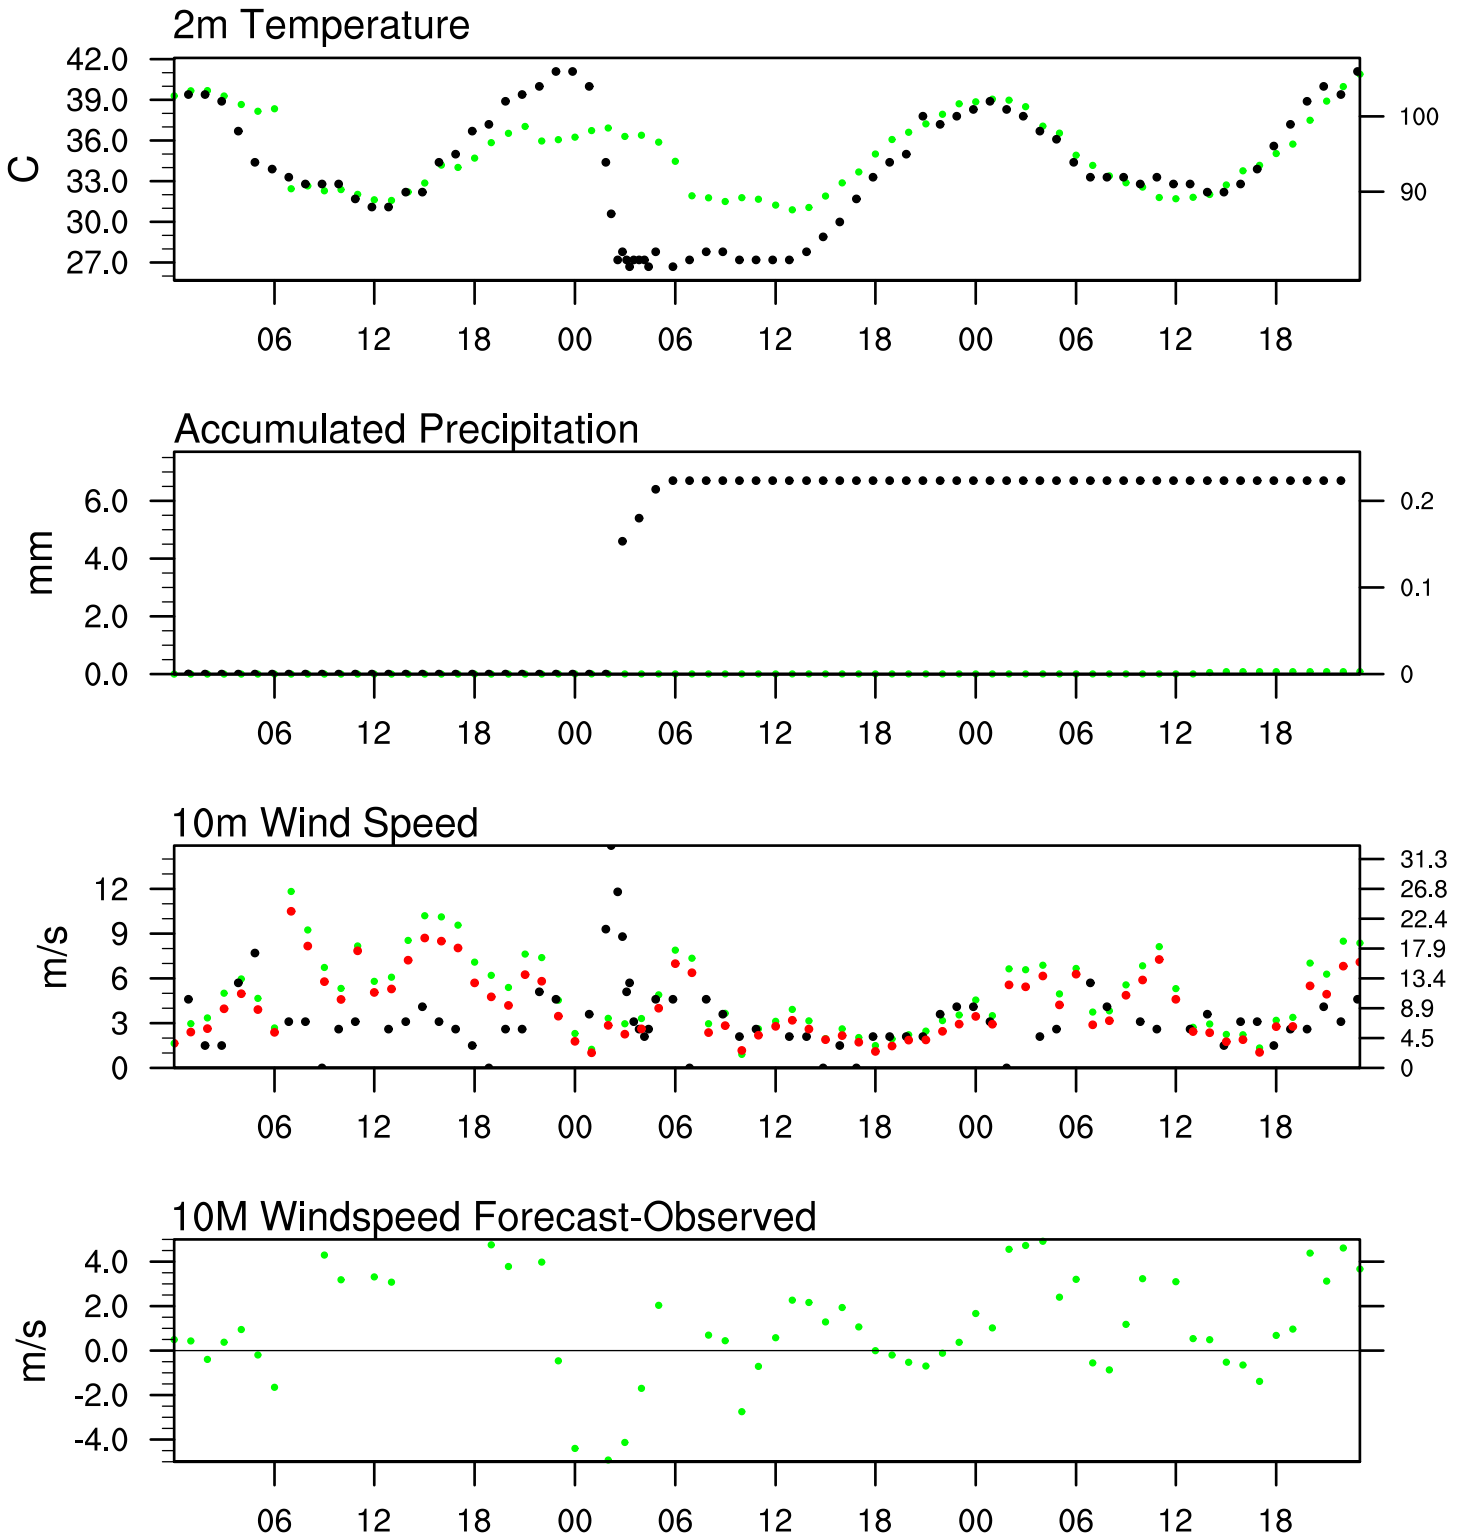 2m Temperature
42.0
39.0
36.0
33.0
30.0
27.0
C
100
90
06 12 18 00 06 12 18 00 06 12 18
Accumulated Precipitation
6.0
4.0
2.0
0.0
mm
0.2
0.1
0
06 12 18 00 06 12 18 00 06 12 18
10m Wind Speed
12
9
6
3
0
m/s
31.3
26.8
22.4
17.9
13.4
8.9
4.5
0
06 12 18 00 06 12 18 00 06 12 18
10M Windspeed Forecast-Observed
4.0
2.0
0.0
-2.0
-4.0
m/s
06 12 18 00 06 12 18 00 06 12 18